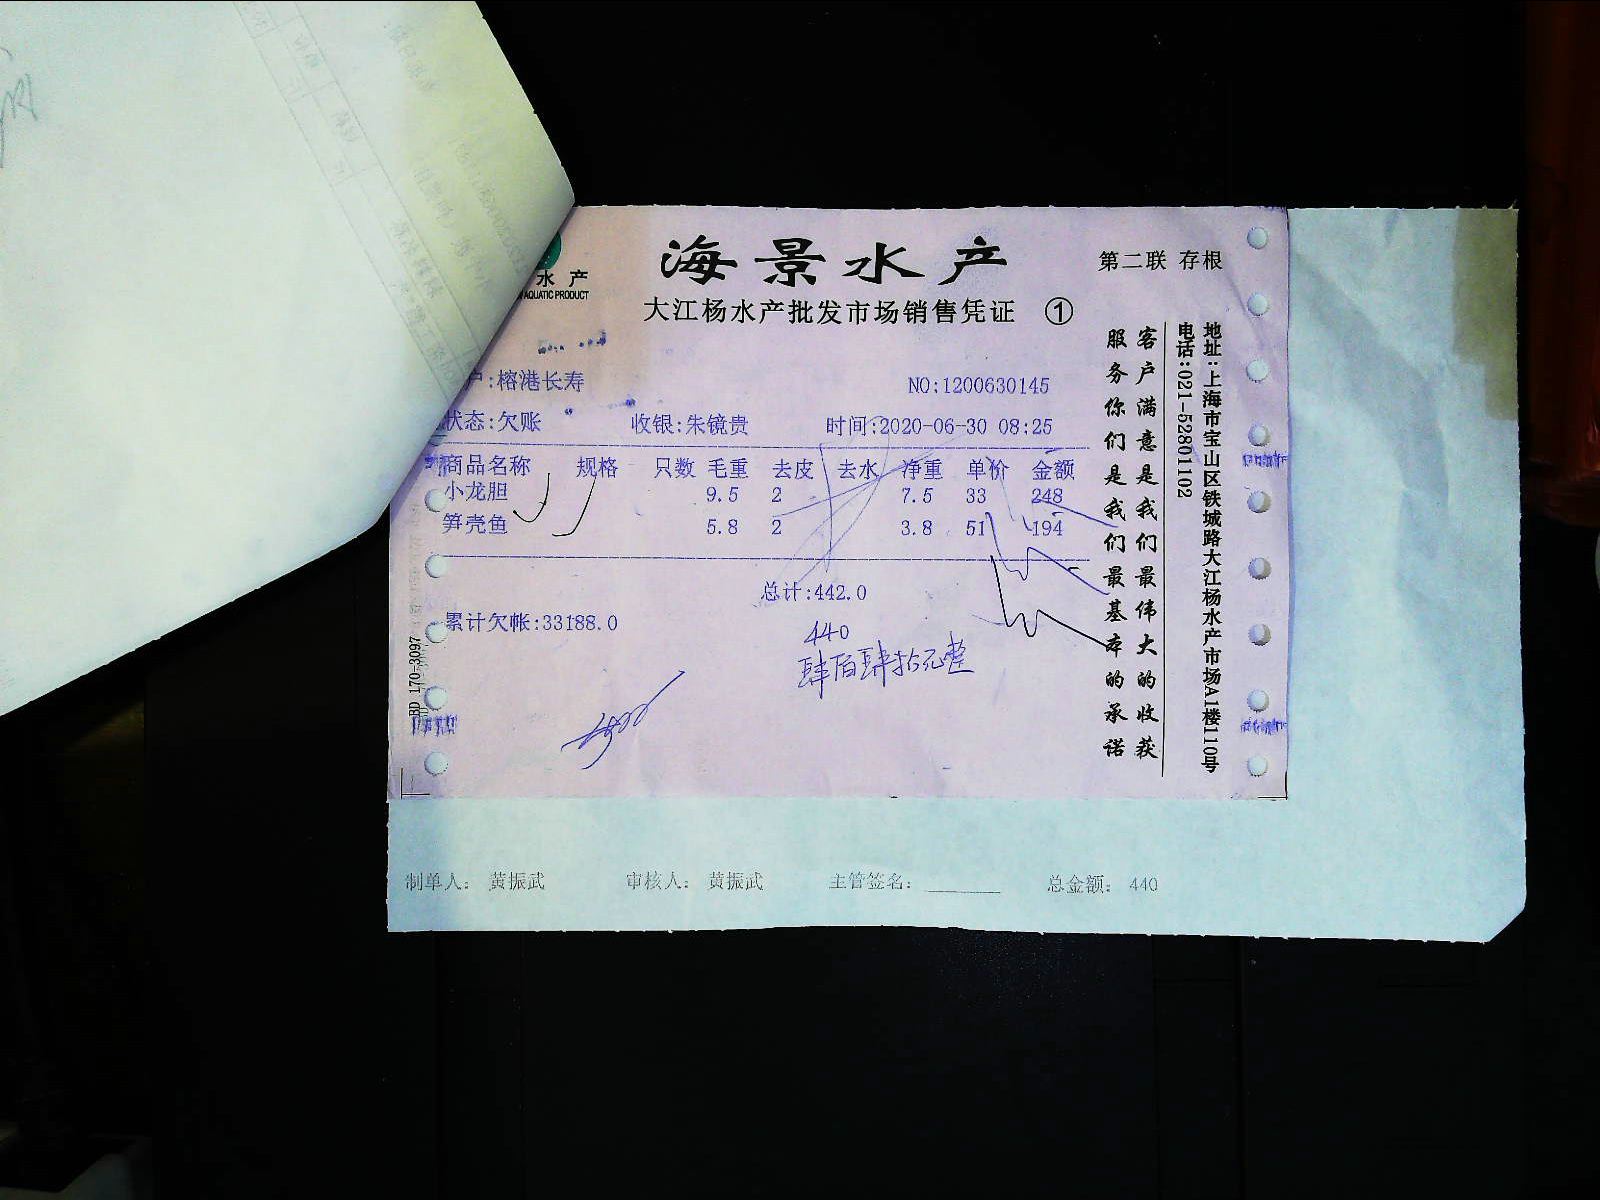 水产
AQUATIC PRODUCT
海景水产
第二联 存根
大江杨水产批发市场销售凭证 ①
户:榕港长寿
NO:1200630145
状态:欠账 收银:朱镜贵 时间:2020-06-30 08:25
商品名称 规格 只数 毛重 去皮 去水 净重 单价 金额
小龙胆 9.5 2 7.5 33 248
笋壳鱼 5.8 2 3.8 51 194
总计:442.0
累计欠帐:33188.0
440
肆佰肆拾元整
客户满意是我们最伟大的收获
服务你们是我们最基本的承诺
地址:上海市宝山区铁城路大江杨水产市场A1楼110号
电话:021-52801102
BD 170-3097
制单人: 黄振武 审核人: 黄振武 主管签名: 总金额: 440